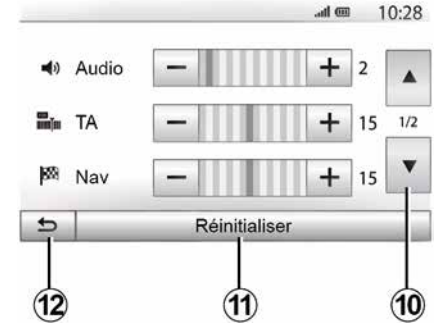 10:28
Audio − + 2
TA − + 15 1/2
Nav − + 15
Réinitialiser
12 11 10